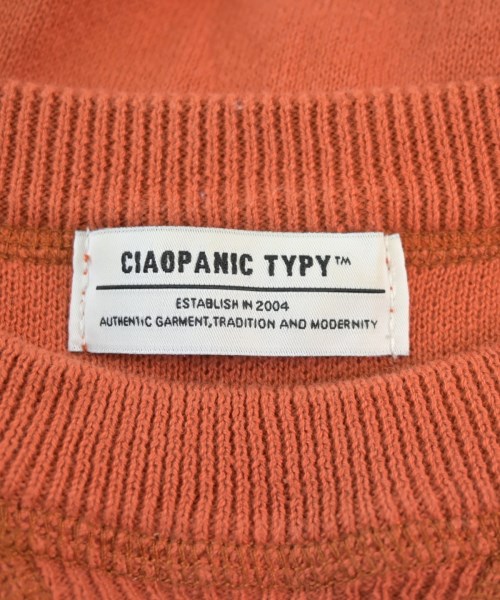 CIAOPANIC TYPY™
ESTABLISH IN 2004
AUTHENTIC GARMENT, TRADITION AND MODERNITY